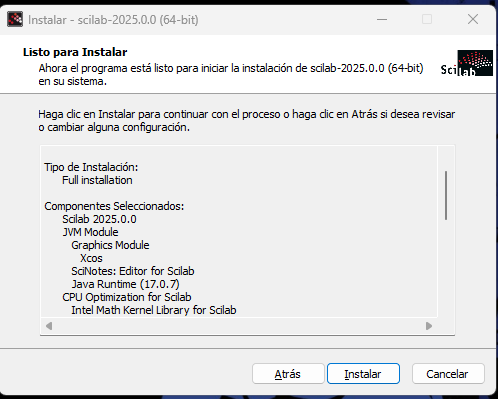 Instalar - scilab-2025.0.0 (64-bit)
Listo para Instalar
Ahora el programa está listo para iniciar la instalación de scilab-2025.0.0 (64-bit)
en su sistema.
Scilab
Haga clic en Instalar para continuar con el proceso o haga clic en Atrás si desea revisar
o cambiar alguna configuración.
Tipo de Instalación:
Full installation
Componentes Seleccionados:
Scilab 2025.0.0
JVM Module
Graphics Module
Xcos
SciNotes: Editor for Scilab
Java Runtime (17.0.7)
CPU Optimization for Scilab
Intel Math Kernel Library for Scilab
Atrás
Instalar
Cancelar